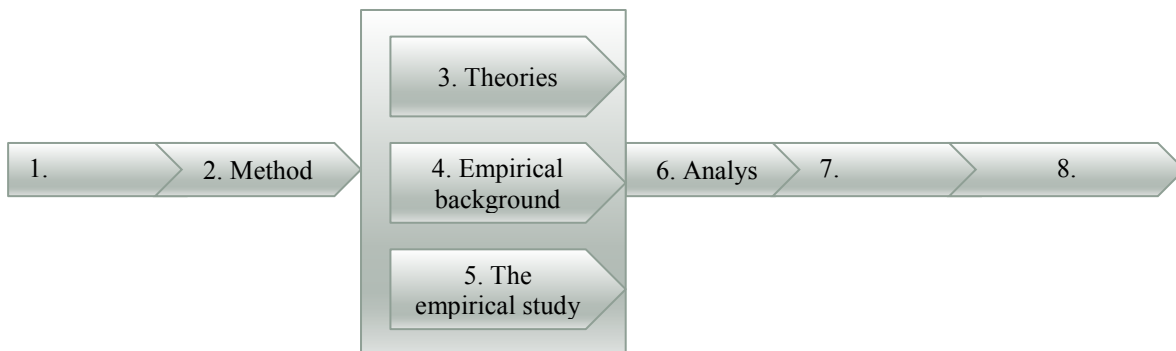 1.
2. Method
3. Theories
4. Empirical
background
5. The
empirical study
6. Analys
7.
8.